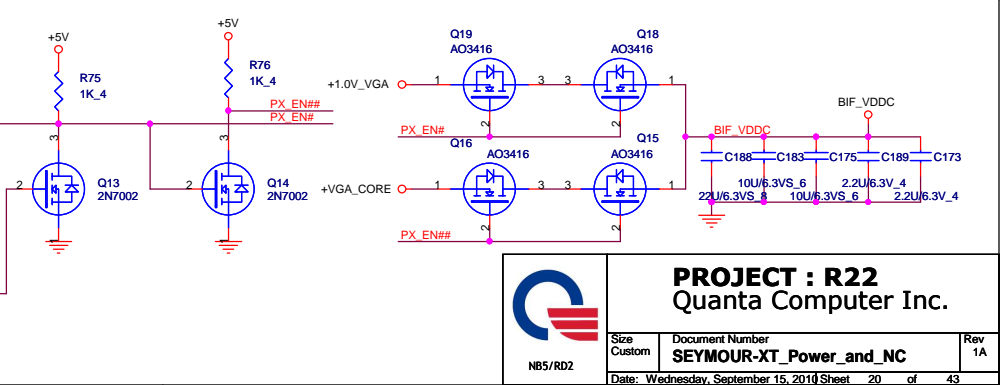 +5V
R75
1K_4
3
2
Q13
2N7002
1
+5V
R76
1K_4
PX_EN##
PX_EN#
3
2
Q14
2N7002
1
Q19
AO3416
Q18
AO3416
+1.0V_VGA
1
3
3
1
2
2
PX_EN#
Q16
AO3416
Q15
AO3416
+VGA_CORE
1
3
3
1
2
2
PX_EN##
BIF_VDDC
BIF_VDDC
C188
C183
C175
C189
C173
10U/6.3VS_6
2.2U/6.3V_4
22U/6.3VS_8
10U/6.3VS_6
2.2U/6.3V_4
NB5/RD2
PROJECT : R22
Quanta Computer Inc.
Size
Custom
Document Number
SEYMOUR-XT_Power_and_NC
Rev
1A
Date: Wednesday, September 15, 2010
Sheet 20 of 43